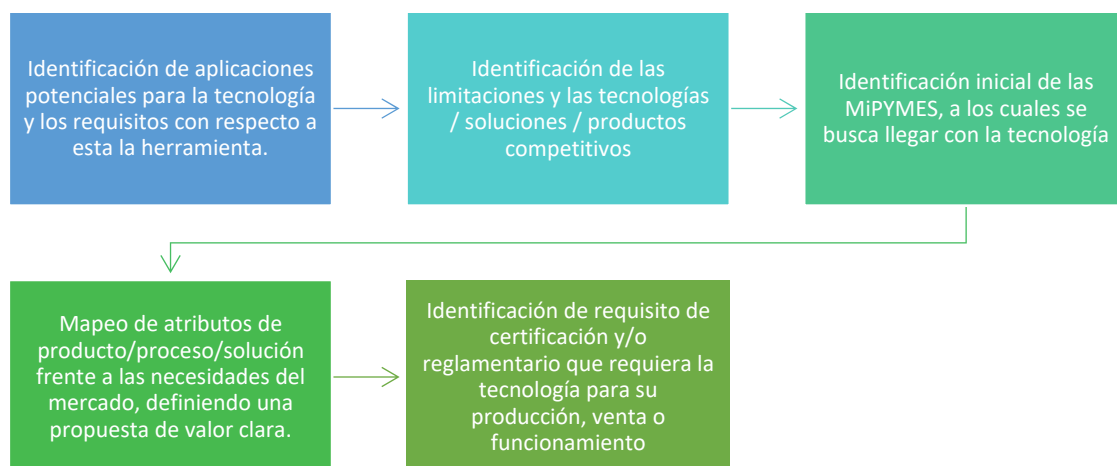 Identificación de aplicaciones
potenciales para la tecnología
y los requisitos con respecto a
esta la herramienta.
Identificación de las
limitaciones y las tecnologías
/ soluciones / productos
competitivos
Identificación inicial de las
MiPYMES, a los cuales se
busca llegar con la tecnología
Mapeo de atributos de
producto/proceso/solución
frente a las necesidades del
mercado, definiendo una
propuesta de valor clara.
Identificación de requisito de
certificación y/o
reglamentario que requiera la
tecnología para su
producción, venta o
funcionamiento